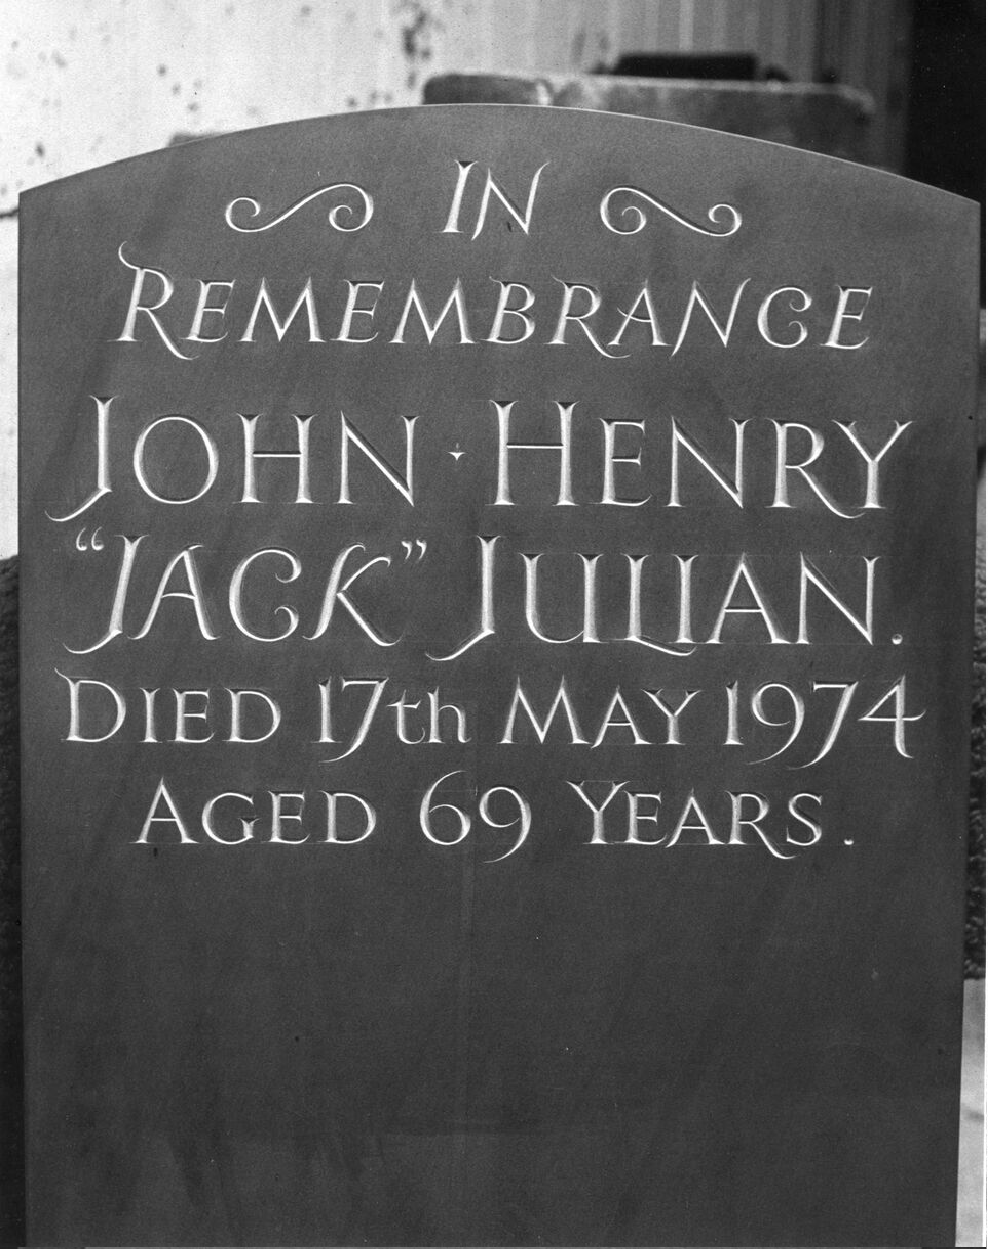 IN
REMEMBRANCE
JOHN · HENRY
“JACK” JULIAN.
DIED 17th MAY 1974
AGED 69 YEARS.